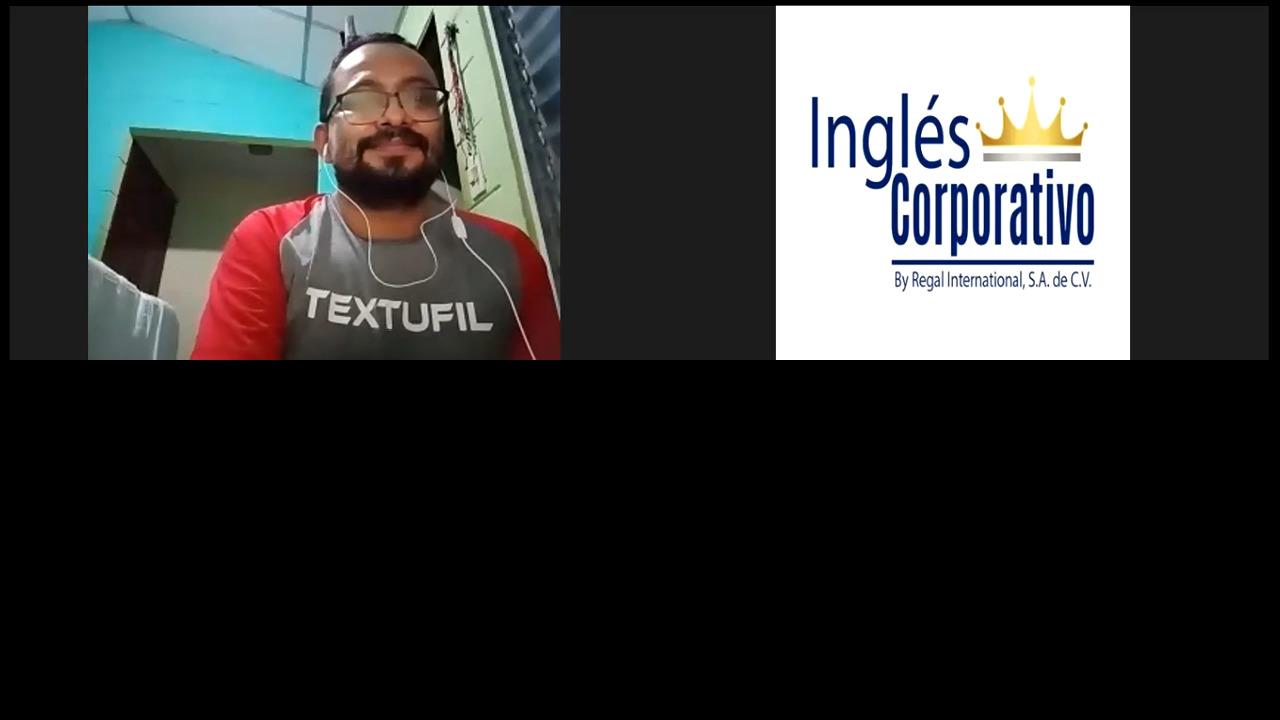 TEXTUFIL
Inglés
Corporativo
By Regal International, S.A. de C.V.